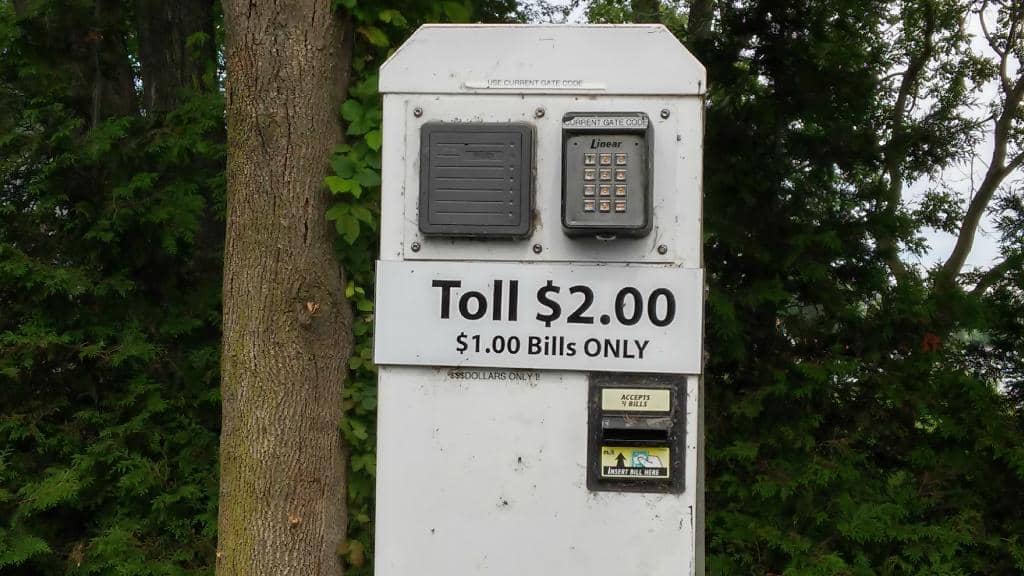 USE CURRENT GATE CODE
CURRENT GATE CODE
Linear
Toll $2.00
$1.00 Bills ONLY
$$$DOLLARS ONLY !!
ACCEPTS
BILLS
INSERT BILL HERE